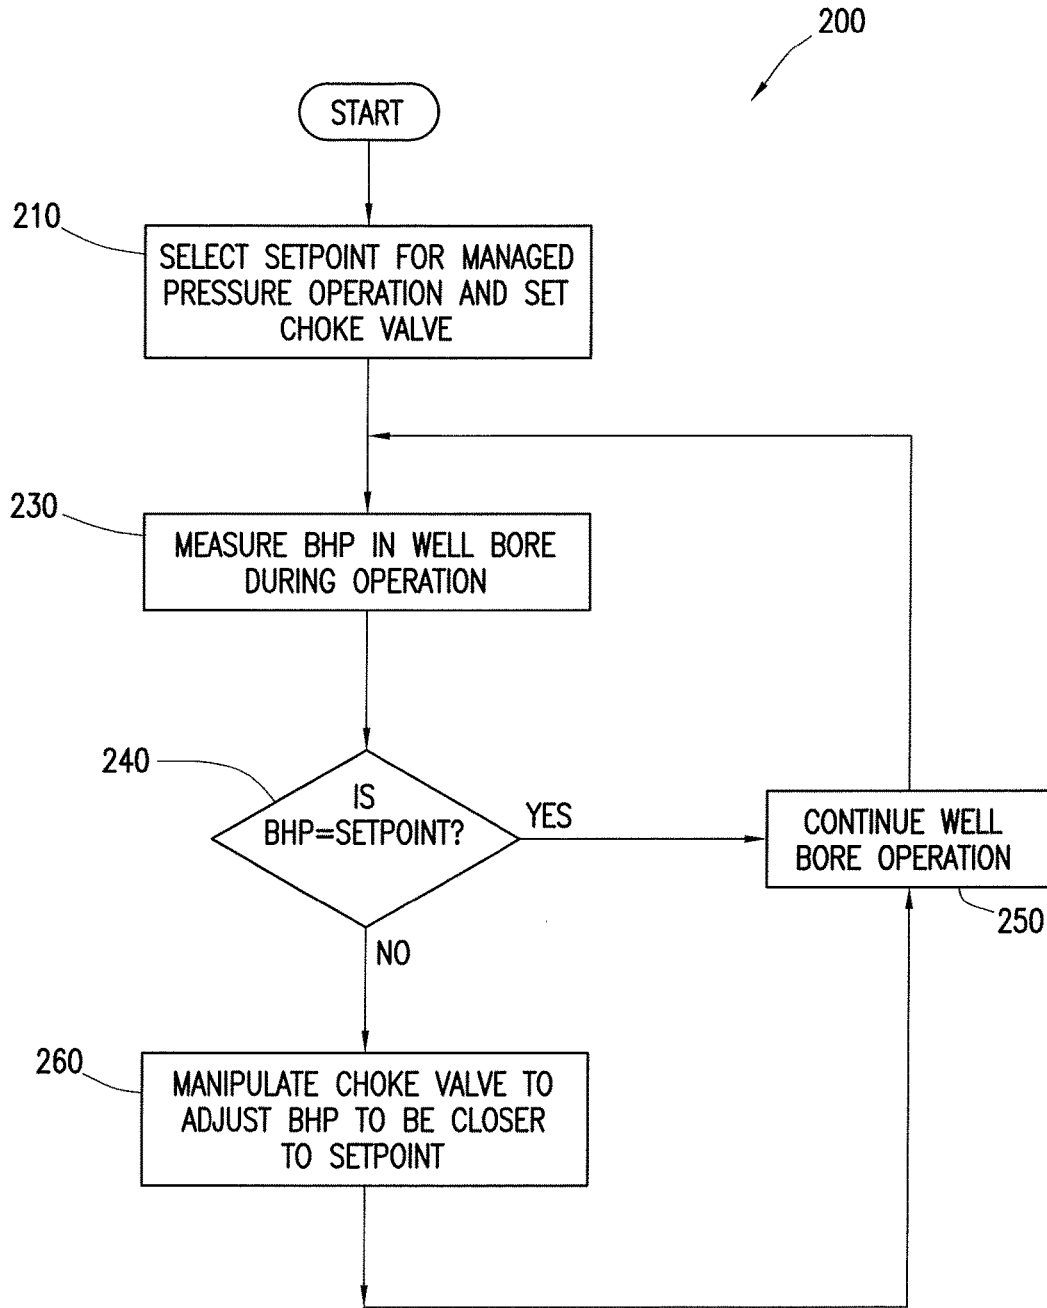 200
START
210
SELECT SETPOINT FOR MANAGED
PRESSURE OPERATION AND SET
CHOKE VALVE
230
MEASURE BHP IN WELL BORE
DURING OPERATION
240
IS
BHP=SETPOINT?
YES
CONTINUE WELL
BORE OPERATION
250
NO
260
MANIPULATE CHOKE VALVE TO
ADJUST BHP TO BE CLOSER
TO SETPOINT